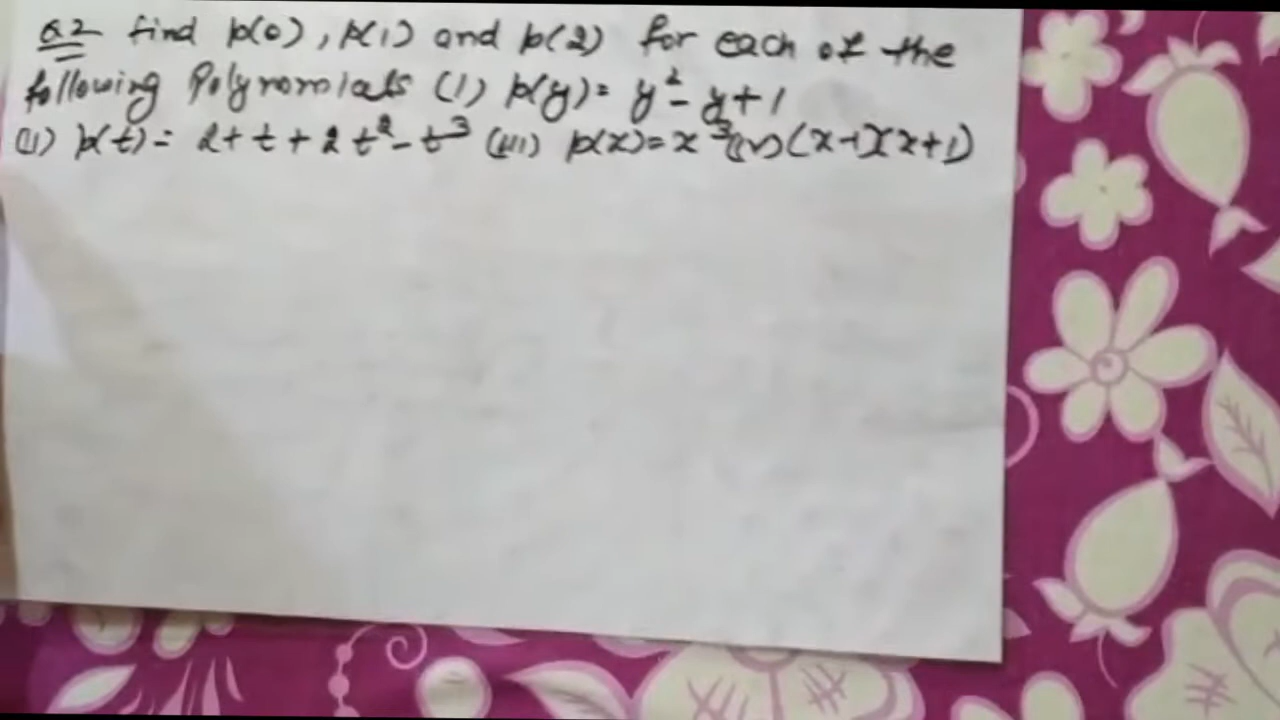 Q2 find p(0), p(1) and p(2) for each of the
following Polynomials (i) p(y)= y²-y+1
(ii) p(t)= 2+t+2t²-t³ (iii) p(x)=x³(iv)(x-1)(x+1)